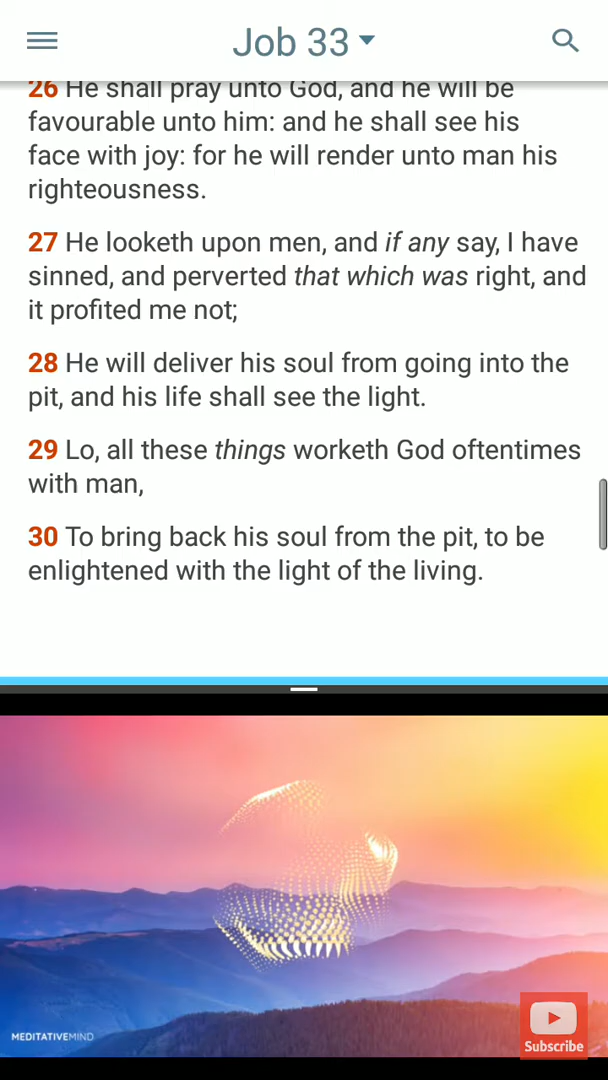 Job 33
26 He shall pray unto God, and he will be
favourable unto him: and he shall see his
face with joy: for he will render unto man his
righteousness.
27 He looketh upon men, and if any say, I have
sinned, and perverted that which was right, and
it profited me not;
28 He will deliver his soul from going into the
pit, and his life shall see the light.
29 Lo, all these things worketh God oftentimes
with man,
30 To bring back his soul from the pit, to be
enlightened with the light of the living.
MEDITATIVEMIND
Subscribe